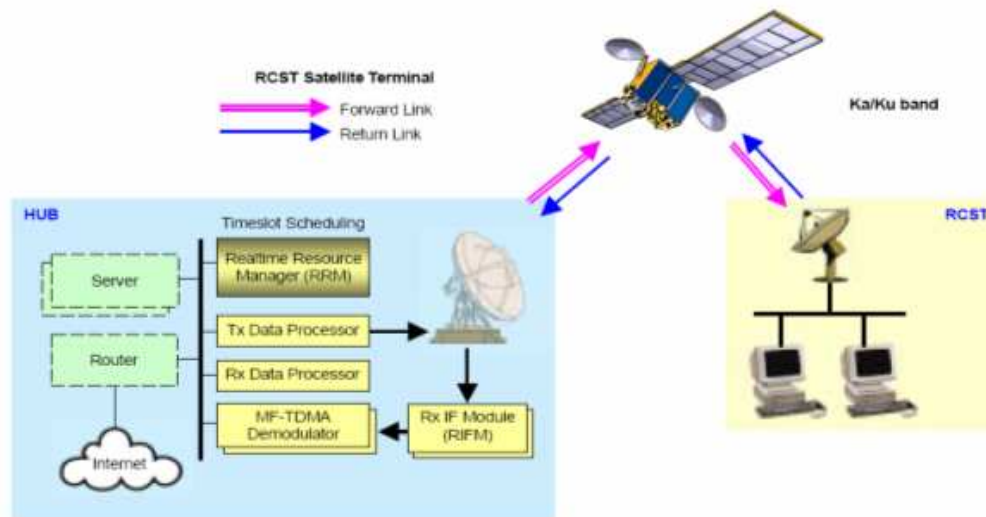 RCST Satellite Terminal
Forward Link
Return Link
Ka/Ku band
HUB
Timeslot Scheduling
Realtime Resource
Manager (RRM)
Server
Tx Data Processor
Router
Rx Data Processor
MF-TDMA
Demodulator
Rx IF Module
(RIFM)
Internet
RCST